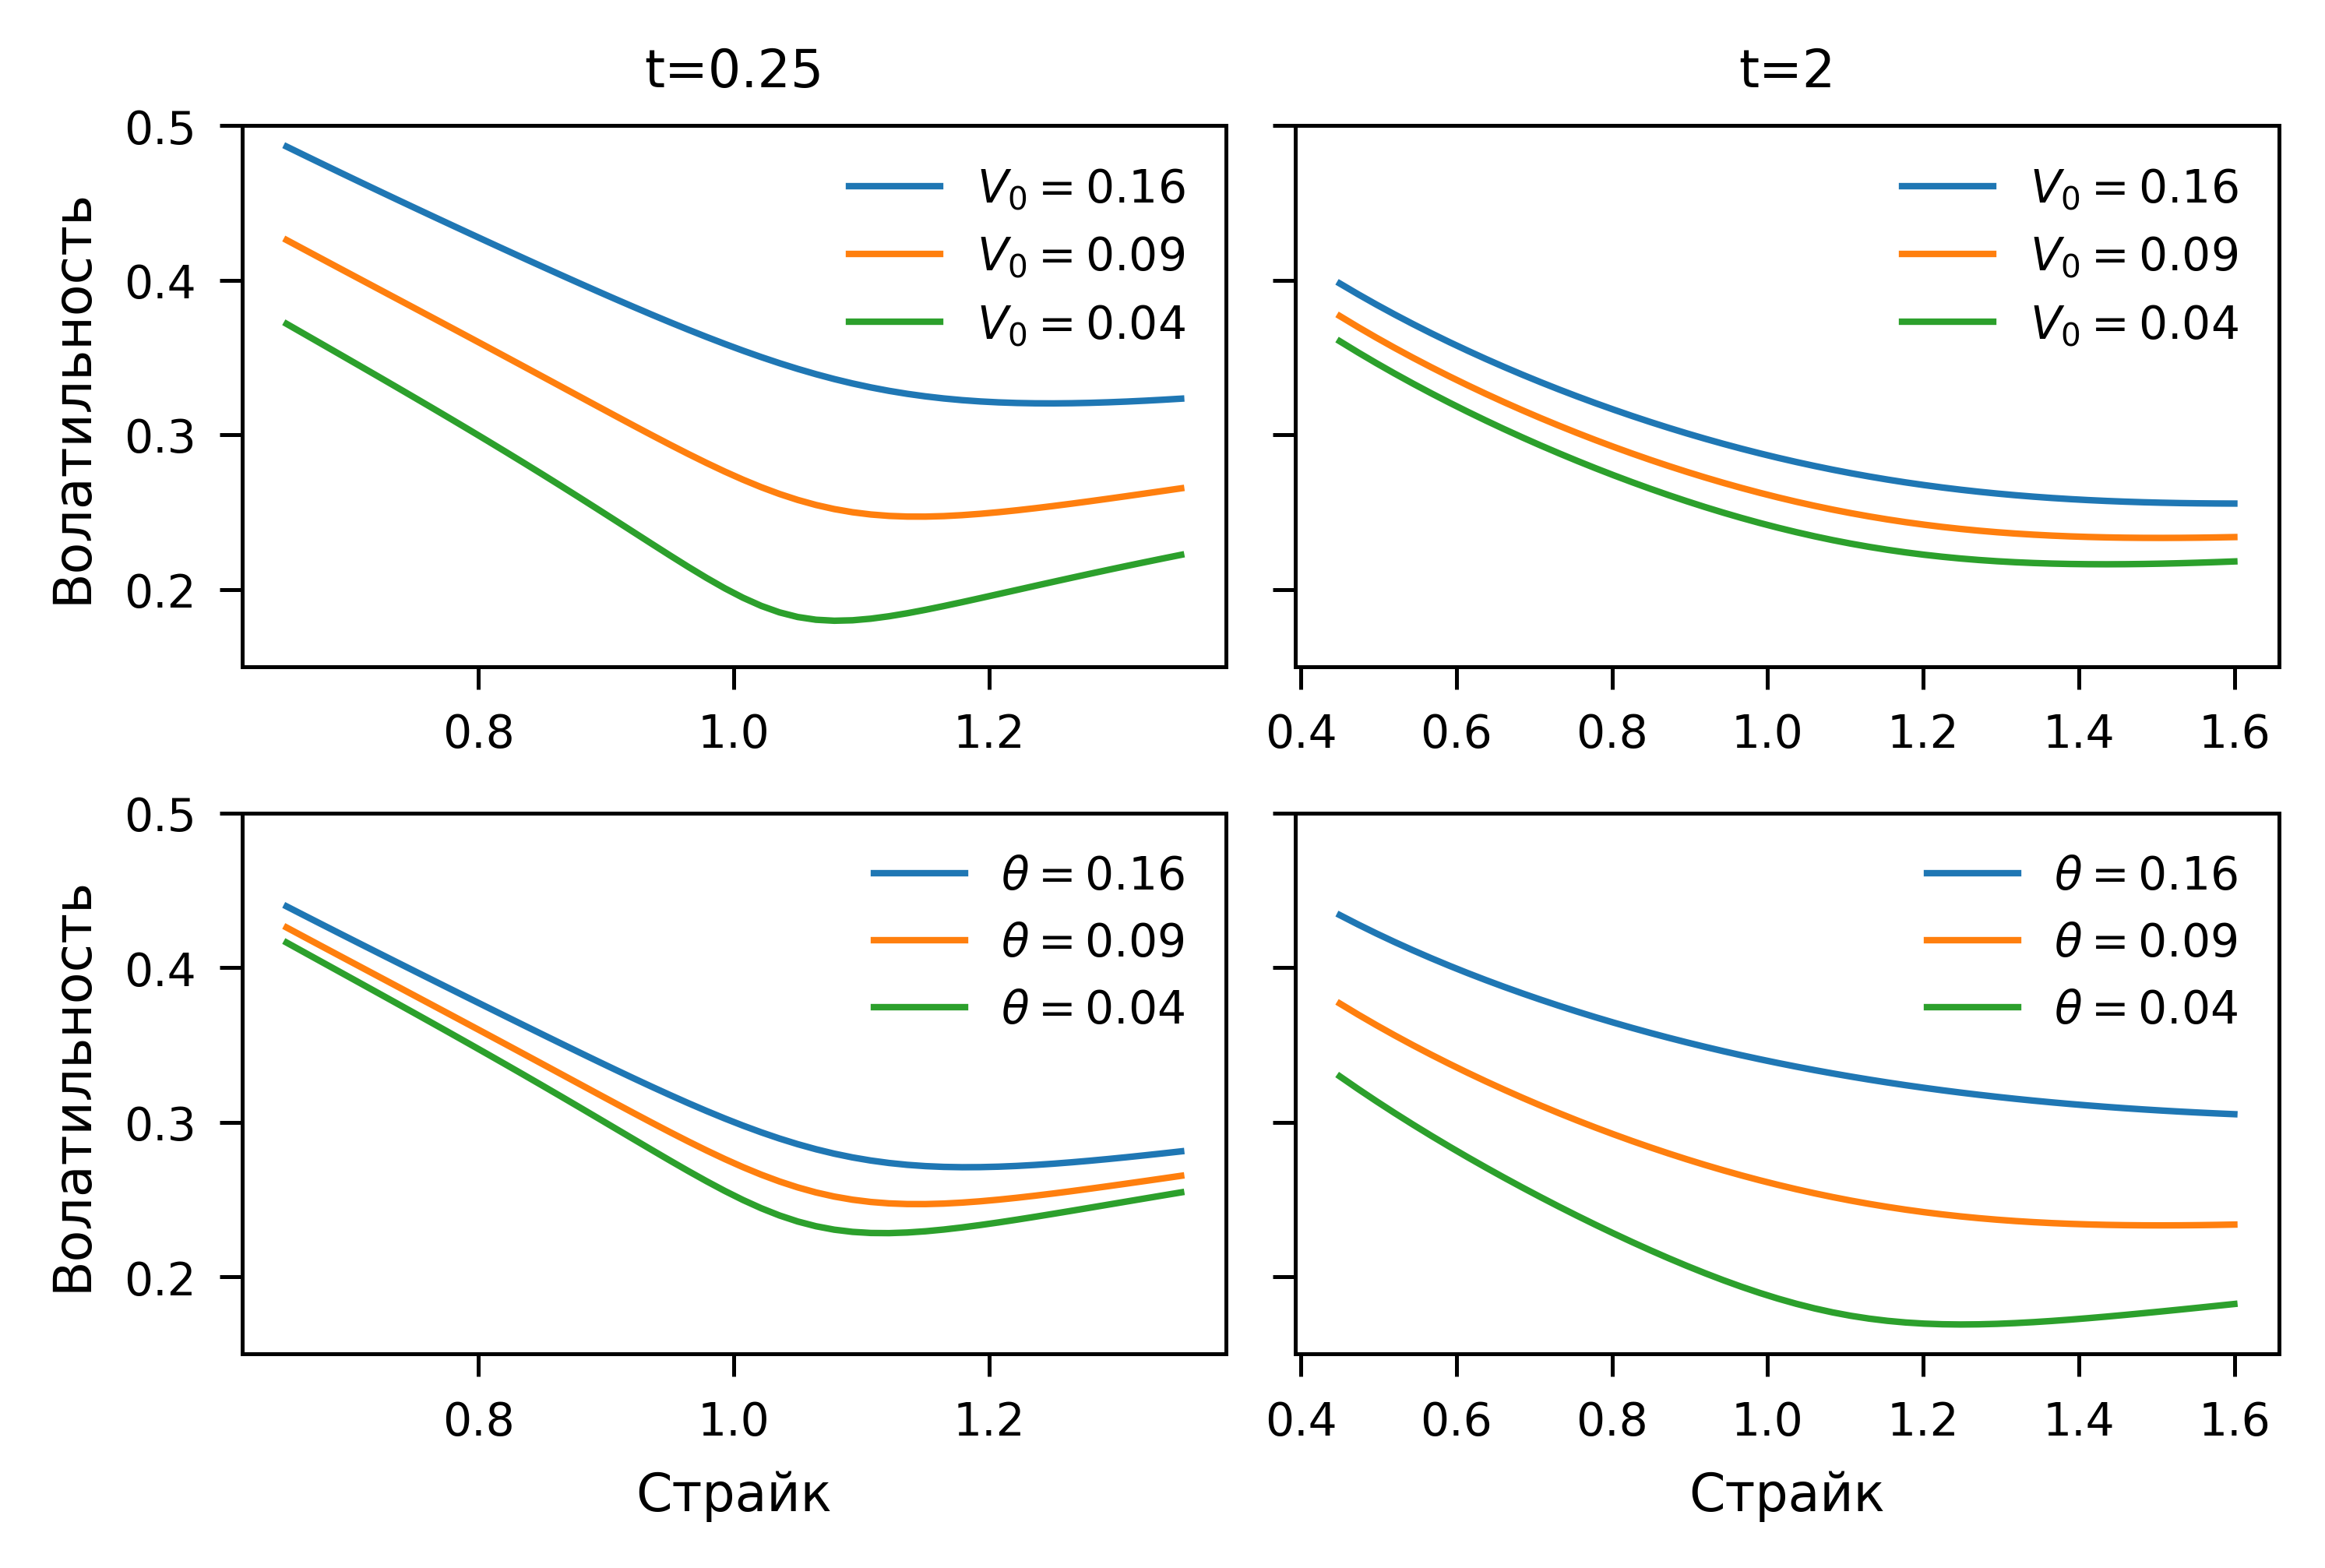 t=0.25
t=2
Волатильность
0.5
0.4
0.3
0.2
V₀ = 0.16
V₀ = 0.09
V₀ = 0.04
V₀ = 0.16
V₀ = 0.09
V₀ = 0.04
0.8 1.0 1.2
0.4 0.6 0.8 1.0 1.2 1.4 1.6
Волатильность
0.5
0.4
0.3
0.2
θ = 0.16
θ = 0.09
θ = 0.04
θ = 0.16
θ = 0.09
θ = 0.04
0.8 1.0 1.2
0.4 0.6 0.8 1.0 1.2 1.4 1.6
Страйк
Страйк